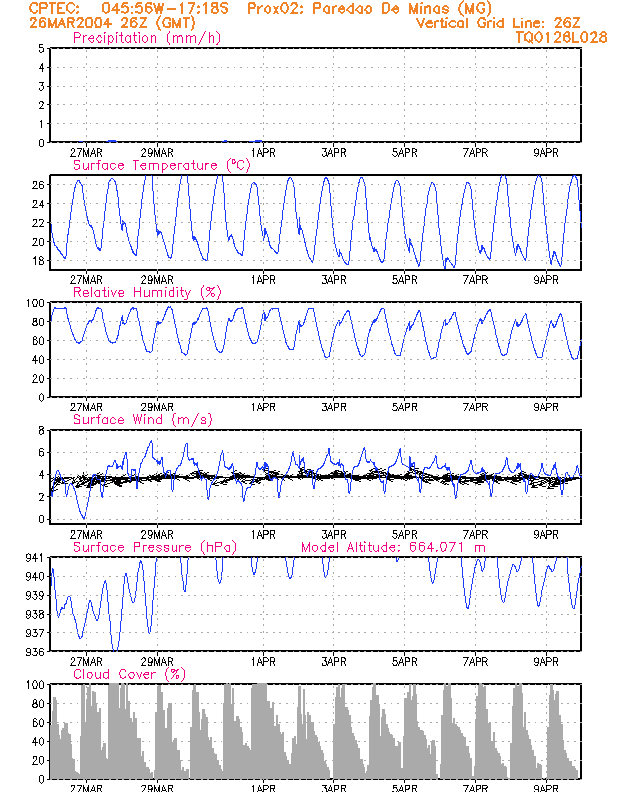 CPTEC: 045:56W-17:18S Prox02: Paredao De Minas (MG)
26MAR2004 26Z (GMT) Vertical Grid Line: 26Z
Precipitation (mm/h) TQ0126L028
5
4
3
2
1
0
27MAR 29MAR 1APR 3APR 5APR 7APR 9APR
Surface Temperature (°C)
26
24
22
20
18
27MAR 29MAR 1APR 3APR 5APR 7APR 9APR
Relative Humidity (%)
100
80
60
40
20
0
27MAR 29MAR 1APR 3APR 5APR 7APR 9APR
Surface Wind (m/s)
8
6
4
2
0
27MAR 29MAR 1APR 3APR 5APR 7APR 9APR
Surface Pressure (hPa) Model Altitude: 664.071 m
941
940
939
938
937
936
27MAR 29MAR 1APR 3APR 5APR 7APR 9APR
Cloud Cover (%)
100
80
60
40
20
0
27MAR 29MAR 1APR 3APR 5APR 7APR 9APR